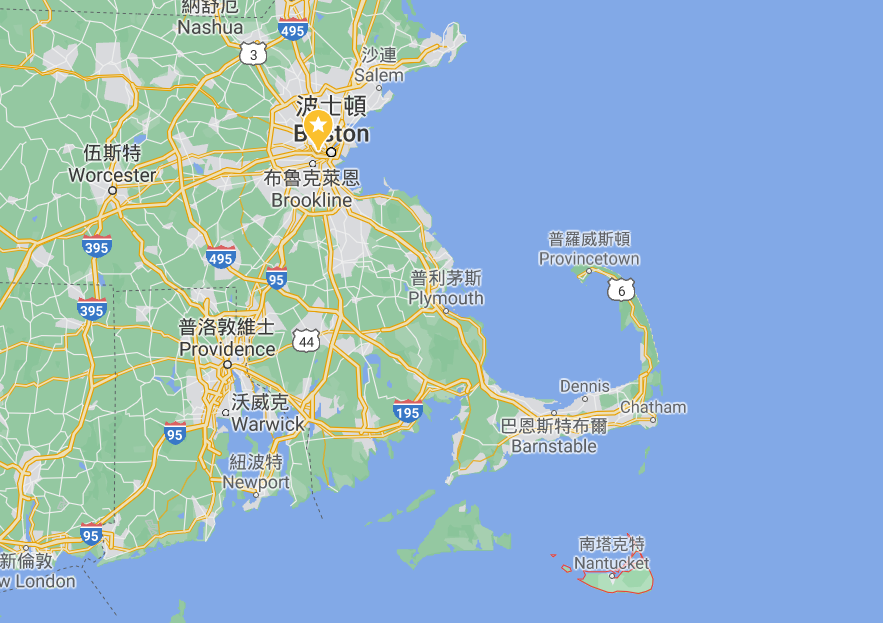 納舒厄
Nashua
495
3
沙連
Salem
波士頓
Boston
伍斯特
Worcester
布魯克萊恩
Brookline
395
495
95
普羅威斯頓
Provincetown
6
普利茅斯
Plymouth
395
普洛敦維士
Providence
44
Dennis
沃威克
Warwick
195
Chatham
95
巴恩斯特布爾
Barnstable
紐波特
Newport
95
南塔克特
Nantucket
新倫敦
w London